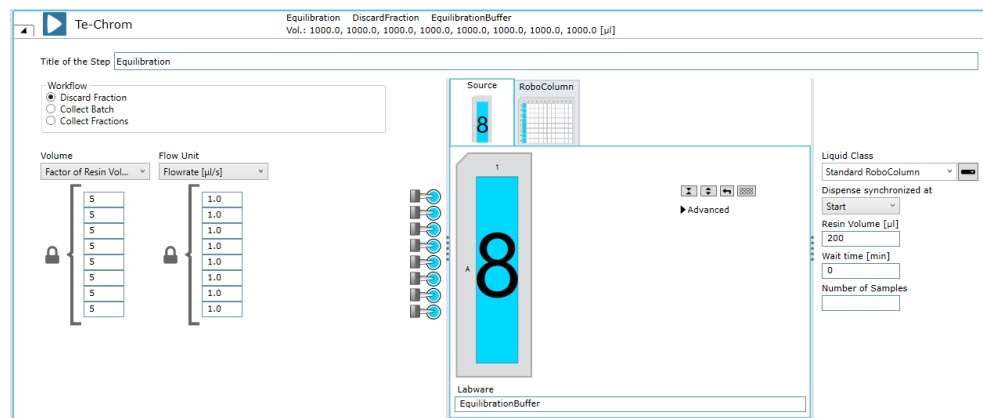 Te-Chrom
Equilibration DiscardFraction EquilibrationBuffer
Vol.: 1000.0, 1000.0, 1000.0, 1000.0, 1000.0, 1000.0, 1000.0, 1000.0 [µl]
Title of the Step Equilibration
Workflow
Discard Fraction
Collect Batch
Collect Fractions
Volume Flow Unit
Factor of Resin Vol... Flowrate [µl/s]
5 1.0
5 1.0
5 1.0
5 1.0
5 1.0
5 1.0
5 1.0
5 1.0
Source RoboColumn
8
1
A 8
Advanced
Labware
EquilibrationBuffer
Liquid Class
Standard RoboColumn
Dispense synchronized at
Start
Resin Volume [µl]
200
Wait time [min]
0
Number of Samples